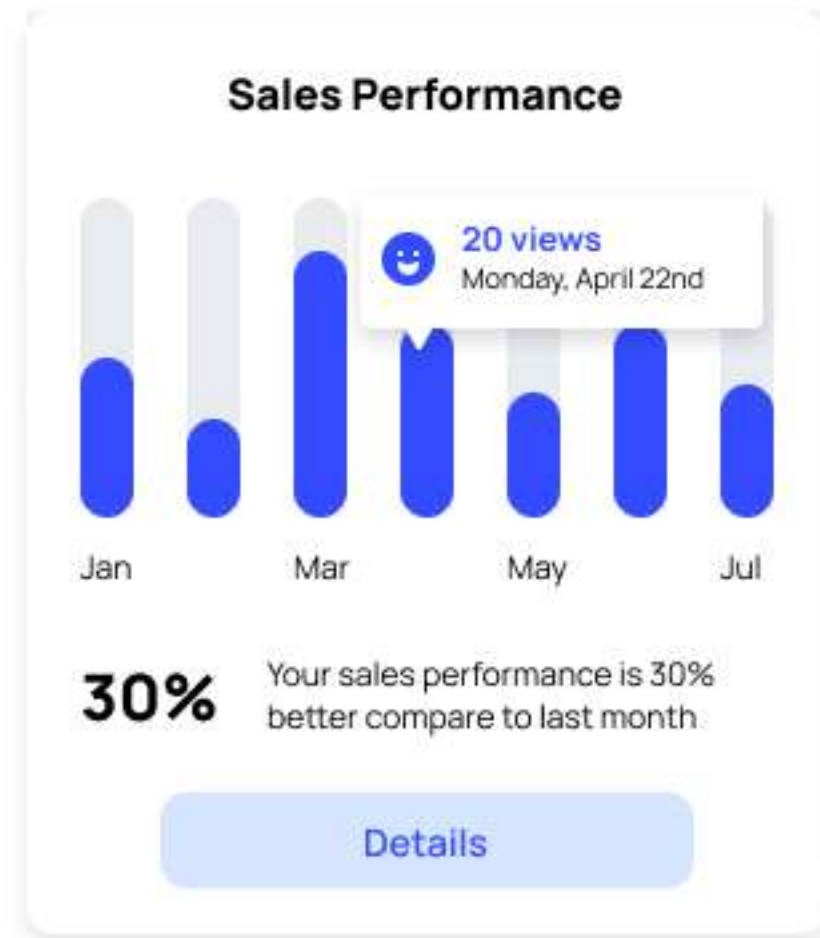 Sales Performance
20 views
Monday, April 22nd
Jan
Mar
May
Jul
30%
Your sales performance is 30%
better compare to last month
Details